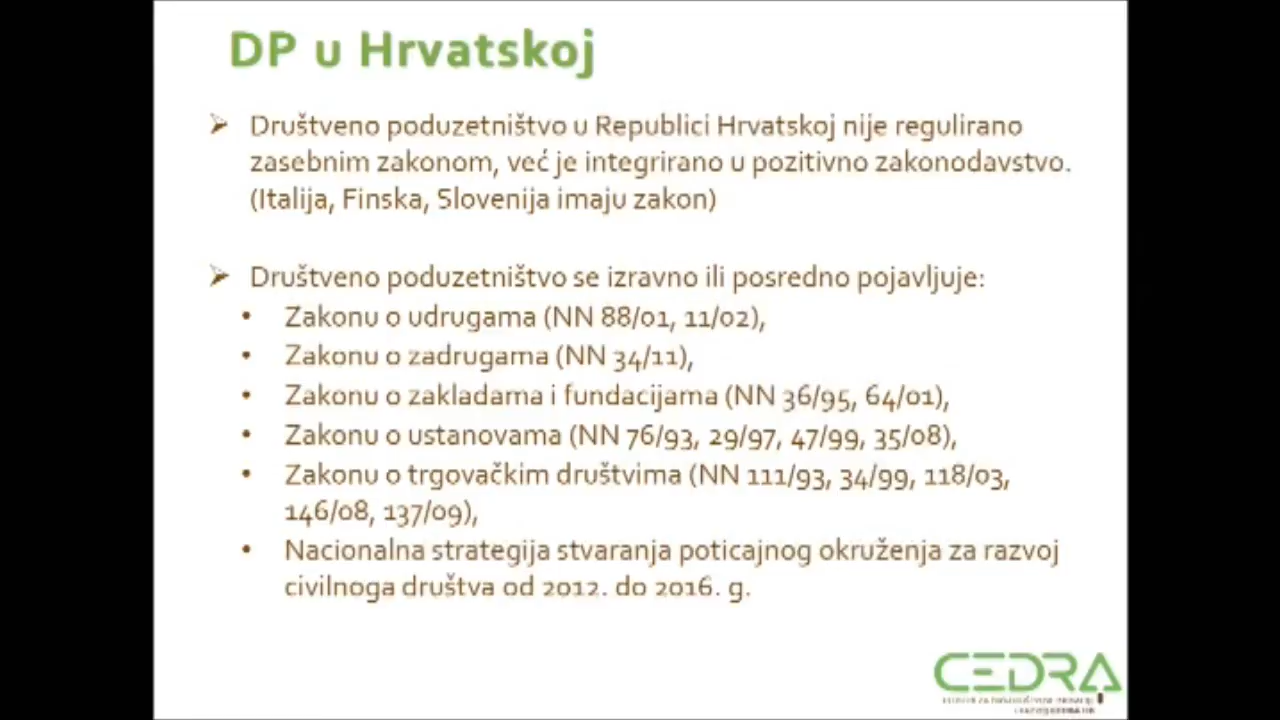 DP u Hrvatskoj
➢ Društveno poduzetništvo u Republici Hrvatskoj nije regulirano
zasebnim zakonom, već je integrirano u pozitivno zakonodavstvo.
(Italija, Finska, Slovenija imaju zakon)
➢ Društveno poduzetništvo se izravno ili posredno pojavljuje:
• Zakonu o udrugama (NN 88/01, 11/02),
• Zakonu o zadrugama (NN 34/11),
• Zakonu o zakladama i fundacijama (NN 36/95, 64/01),
• Zakonu o ustanovama (NN 76/93, 29/97, 47/99, 35/08),
• Zakonu o trgovačkim društvima (NN 111/93, 34/99, 118/03,
146/08, 137/09),
• Nacionalna strategija stvaranja poticajnog okruženja za razvoj
civilnoga društva od 2012. do 2016. g.
CEDRA